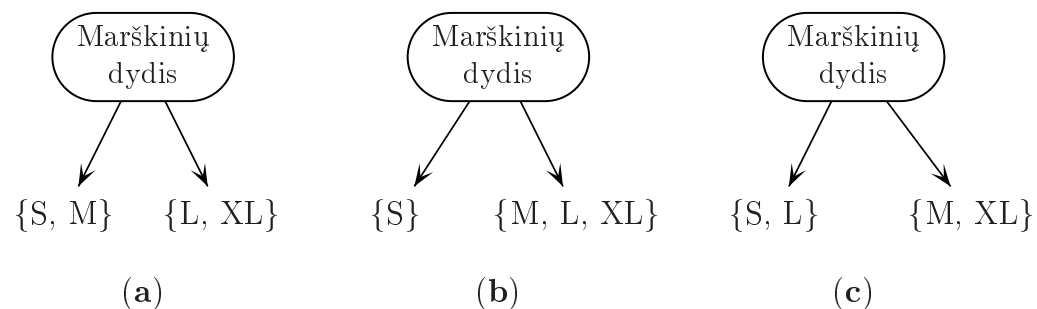 Marškinių
dydis
{S, M} {L, XL}
(a)
Marškinių
dydis
{S} {M, L, XL}
(b)
Marškinių
dydis
{S, L} {M, XL}
(c)